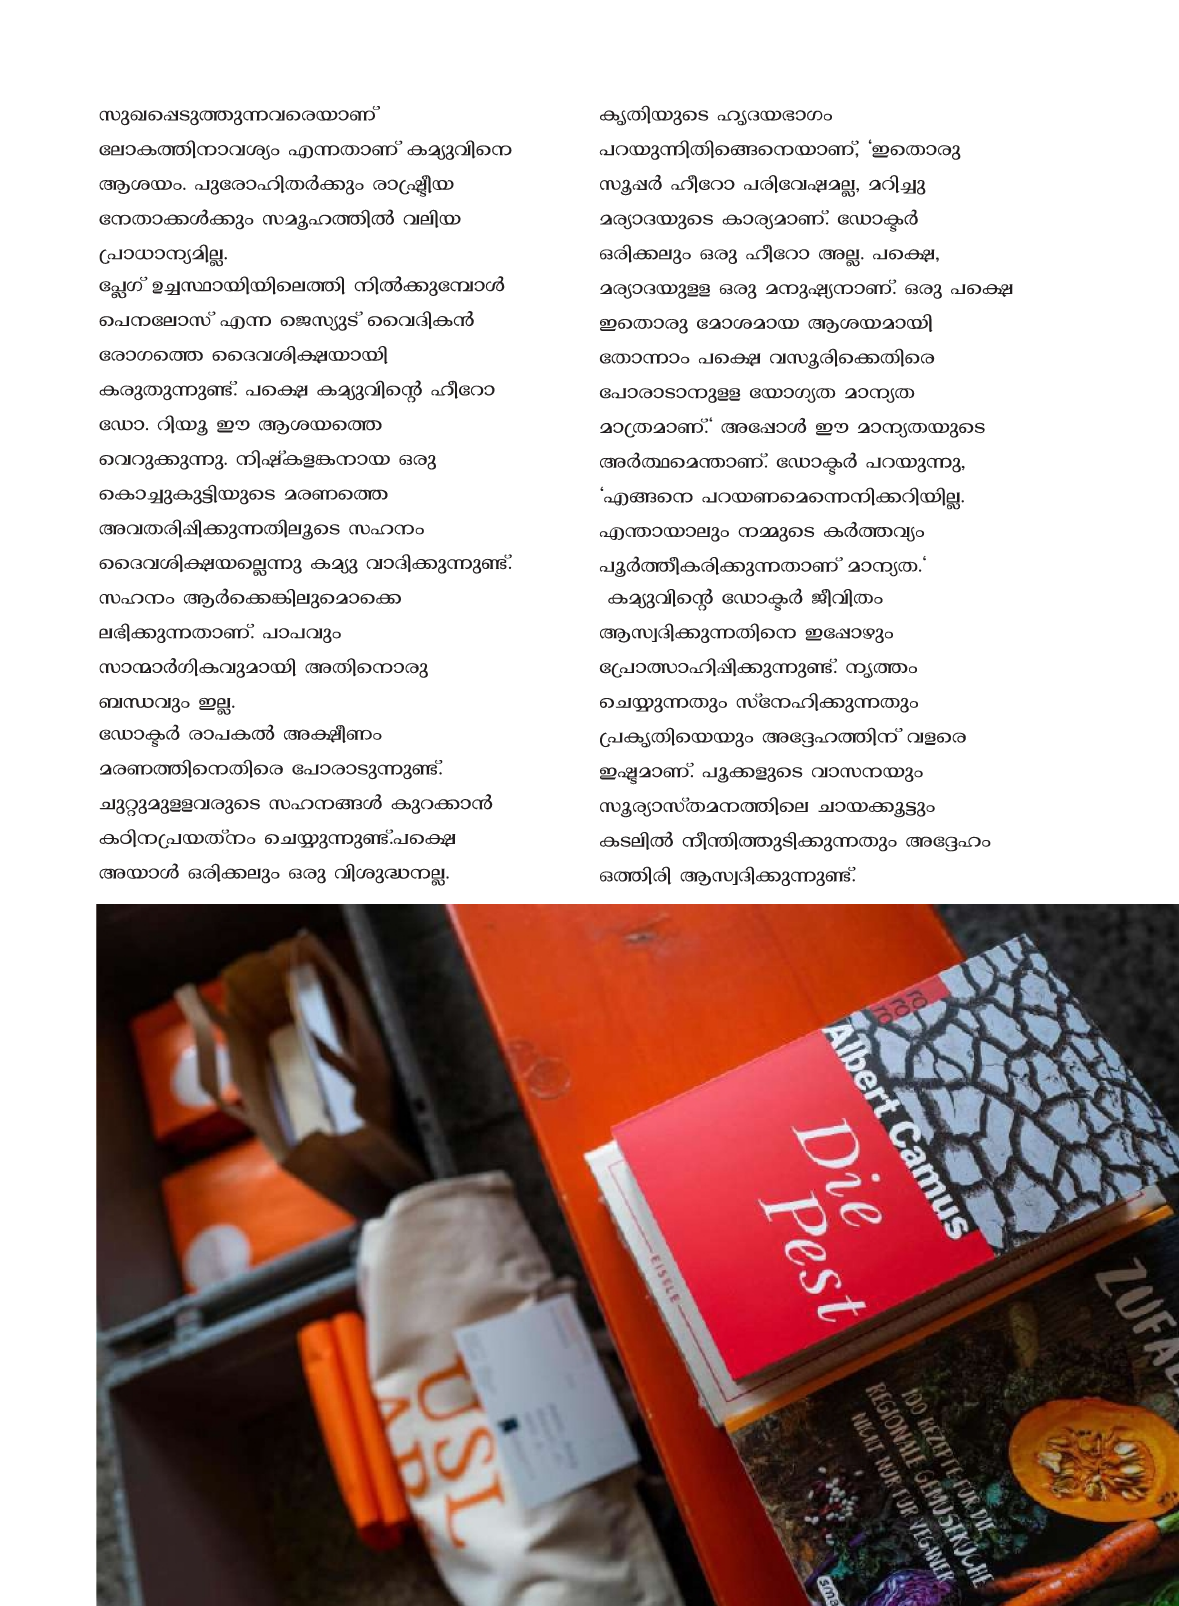 സുഖപ്പെടുത്തുന്നവരെയാണ്
ലോകത്തിനാവശ്യം എന്നതാണ് കമ്യുവിനെ
ആശയം. പുരോഹിതർക്കും രാഷ്ട്രീയ
നേതാക്കൾക്കും സമൂഹത്തിൽ വലിയ
പ്രാധാന്യമില്ല.
പ്ലേഗ് ഉച്ചസ്ഥായിയിലെത്തി നിൽക്കുമ്പോൾ
പെനലോസ് എന്ന ജെസ്യുട് വൈദികൻ
രോഗത്തെ ദൈവശിക്ഷയായി
കരുതുന്നുണ്ട്. പക്ഷെ കമ്യുവിന്റെ ഹീറോ
ഡോ. റിയൂ ഈ ആശയത്തെ
വെറുക്കുന്നു. നിഷ്കളങ്കനായ ഒരു
കൊച്ചുകുട്ടിയുടെ മരണത്തെ
അവതരിപ്പിക്കുന്നതിലൂടെ സഹനം
ദൈവശിക്ഷയല്ലെന്നു കമ്യു വാദിക്കുന്നുണ്ട്.
സഹനം ആർക്കെങ്കിലുമൊക്കെ
ലഭിക്കുന്നതാണ്. പാപവും
സാന്മാർഗികവുമായി അതിനൊരു
ബന്ധവും ഇല്ല.
ഡോക്ടർ രാപകൽ അക്ഷീണം
മരണത്തിനെതിരെ പോരാടുന്നുണ്ട്.
ചുറ്റുമുളളവരുടെ സഹനങ്ങൾ കുറക്കാൻ
കഠിനപ്രയത്നം ചെയ്യുന്നുണ്ട്.പക്ഷെ
അയാൾ ഒരിക്കലും ഒരു വിശുദ്ധനല്ല.
കൃതിയുടെ ഹൃദയഭാഗം
പറയുന്നിതിങ്ങെനെയാണ്, 'ഇതൊരു
സൂപ്പർ ഹീറോ പരിവേഷമല്ല, മറിച്ചു
മര്യാദയുടെ കാര്യമാണ്. ഡോക്ടർ
ഒരിക്കലും ഒരു ഹീറോ അല്ല. പക്ഷെ,
മര്യാദയുളള ഒരു മനുഷ്യനാണ്. ഒരു പക്ഷെ
ഇതൊരു മോശമായ ആശയമായി
തോന്നാം പക്ഷെ വസൂരിക്കെതിരെ
പോരാടാനുളള യോഗ്യത മാന്യത
മാത്രമാണ്.' അപ്പോൾ ഈ മാന്യതയുടെ
അർത്ഥമെന്താണ്. ഡോക്ടർ പറയുന്നു,
'എങ്ങനെ പറയണമെന്നെനിക്കറിയില്ല.
എന്തായാലും നമ്മുടെ കർത്തവ്യം
പൂർത്തീകരിക്കുന്നതാണ് മാന്യത.'
കമ്യുവിന്റെ ഡോക്ടർ ജീവിതം
ആസ്വദിക്കുന്നതിനെ ഇപ്പോഴും
പ്രോത്സാഹിപ്പിക്കുന്നുണ്ട്. നൃത്തം
ചെയ്യുന്നതും സ്നേഹിക്കുന്നതും
പ്രകൃതിയെയും അദ്ദേഹത്തിന് വളരെ
ഇഷ്ടമാണ്. പൂക്കളുടെ വാസനയും
സൂര്യാസ്തമനത്തിലെ ചായക്കൂട്ടും
കടലിൽ നീന്തിത്തുടിക്കുന്നതും അദ്ദേഹം
ഒത്തിരി ആസ്വദിക്കുന്നുണ്ട്.
ro
ro
ro
Albert Camus
Die
Pest
EISELE
ZUFA
100 REZEPTE FÜR DIE
REGIONALE GEMÜSEKÜCHE
NICHT NUR FÜR VEGANER